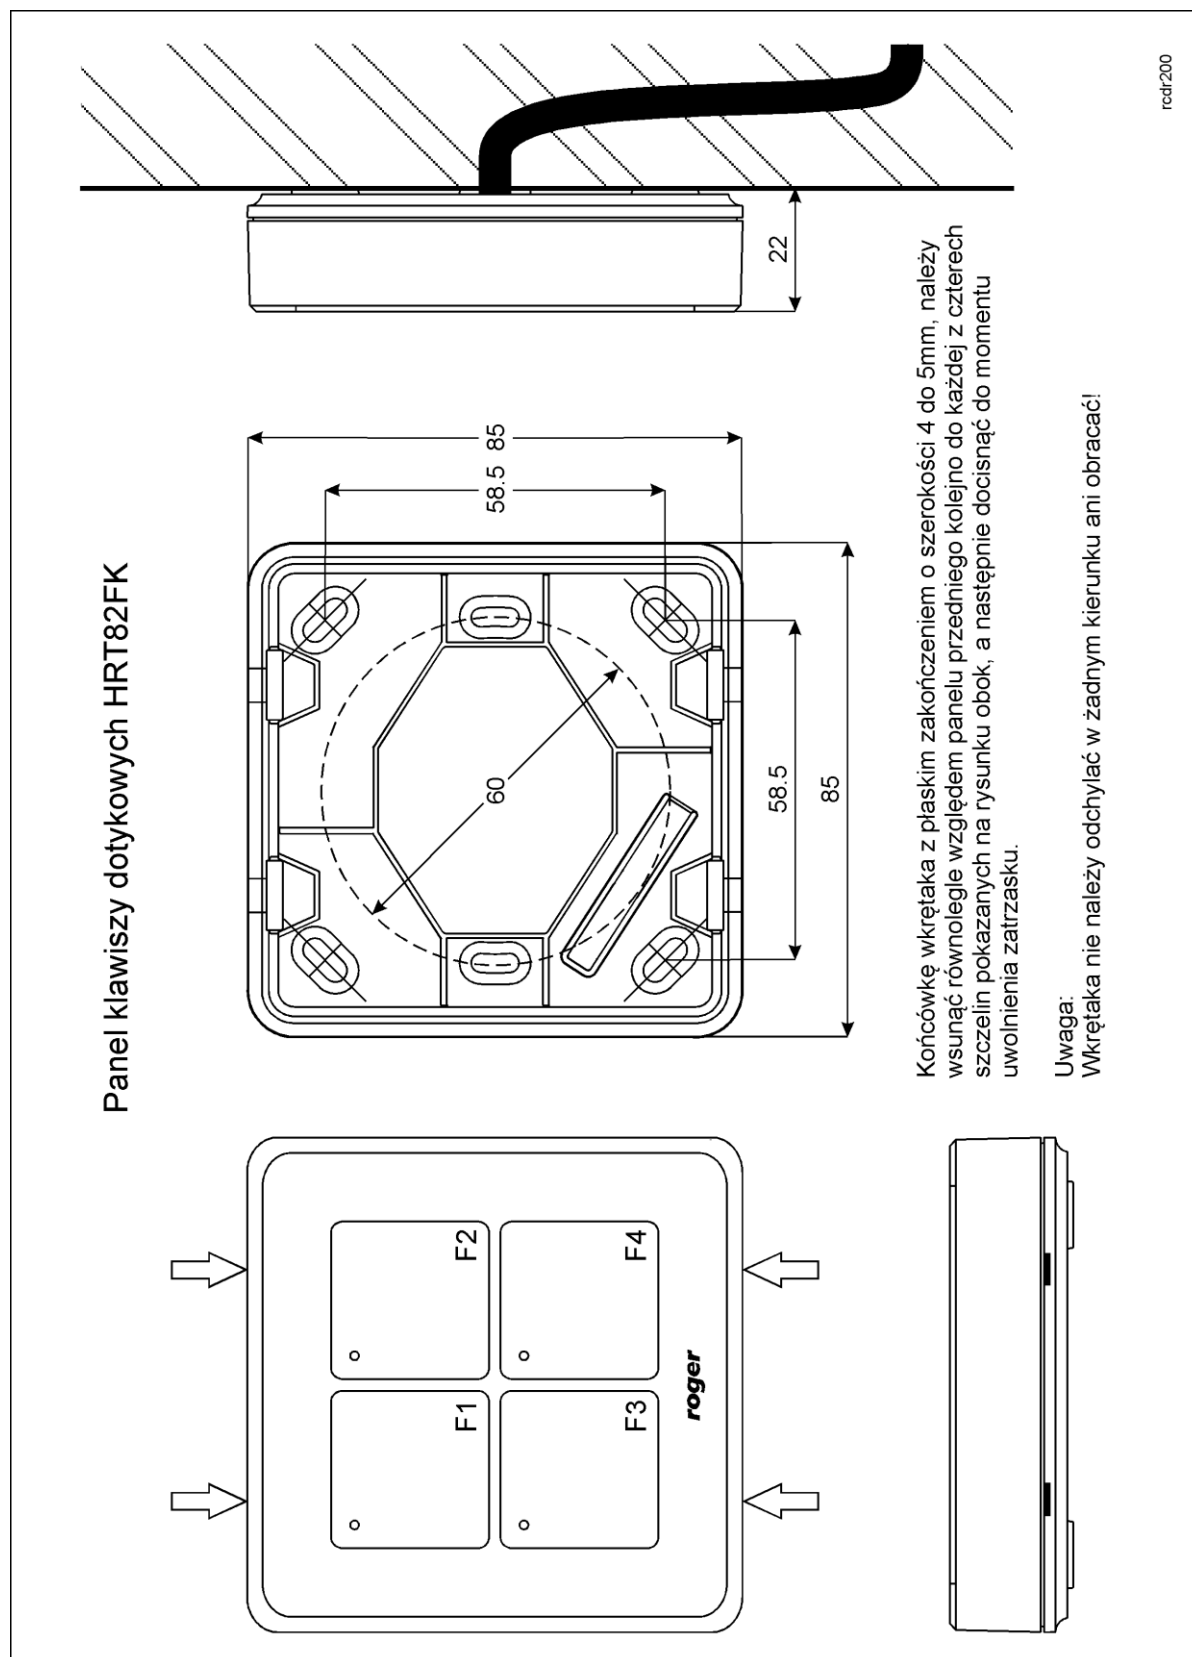 Panel klawiszy dotykowych HRT82FK
F1
F2
F3
F4
roger
60
58.5
85
58.5
85
22
Końcówkę wkrętaka z płaskim zakończeniem o szerokości 4 do 5mm, należy
wsunąć równolegle względem panelu przedniego kolejno do każdej z czterech
szczelin pokazanych na rysunku obok, a następnie docisnąć do momentu
uwolnienia zatrzasku.
Uwaga:
Wkrętaka nie należy odchylać w żadnym kierunku ani obracać!
rcdr200